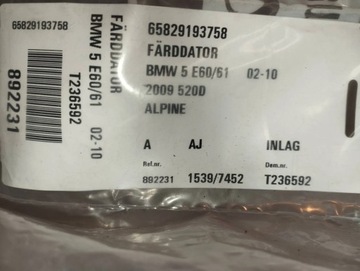 65829193758
FÄRDDATOR
BMW 5 E60/61 02-10
T236592
892231
65829193758
FÄRDDATOR
BMW 5 E60/61 02-10
2009 520D
ALPINE
A AJ INLAG
Ref.nr. Dem.nr.
892231 1539/7452 T236592